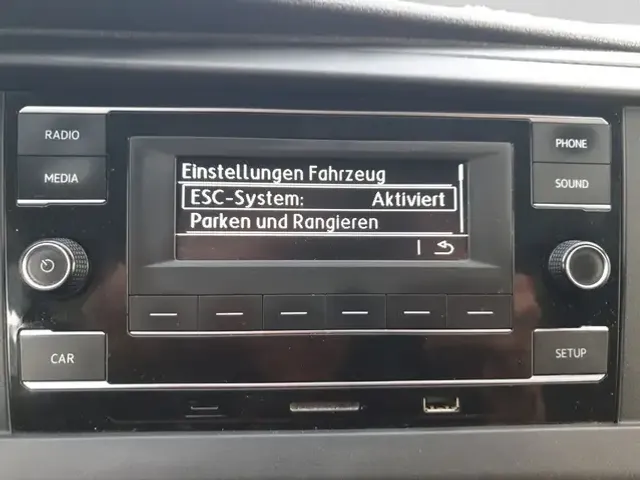 RADIO
PHONE
MEDIA
SOUND
Einstellungen Fahrzeug
ESC-System: Aktiviert
Parken und Rangieren
CAR
SETUP